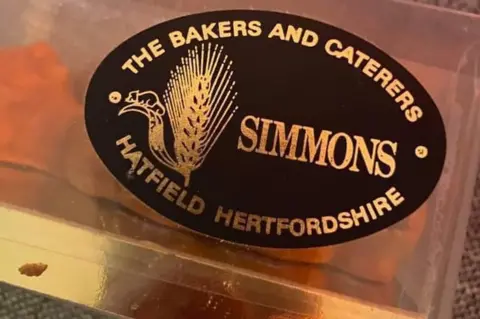 THE BAKERS AND CATERERS
SIMMONS
HATFIELD HERTFORDSHIRE